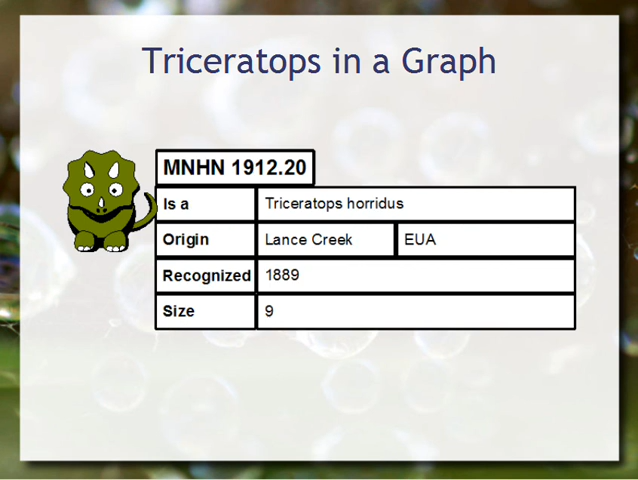 Triceratops in a Graph
MNHN 1912.20
Is a Triceratops horridus
Origin Lance Creek EUA
Recognized 1889
Size 9